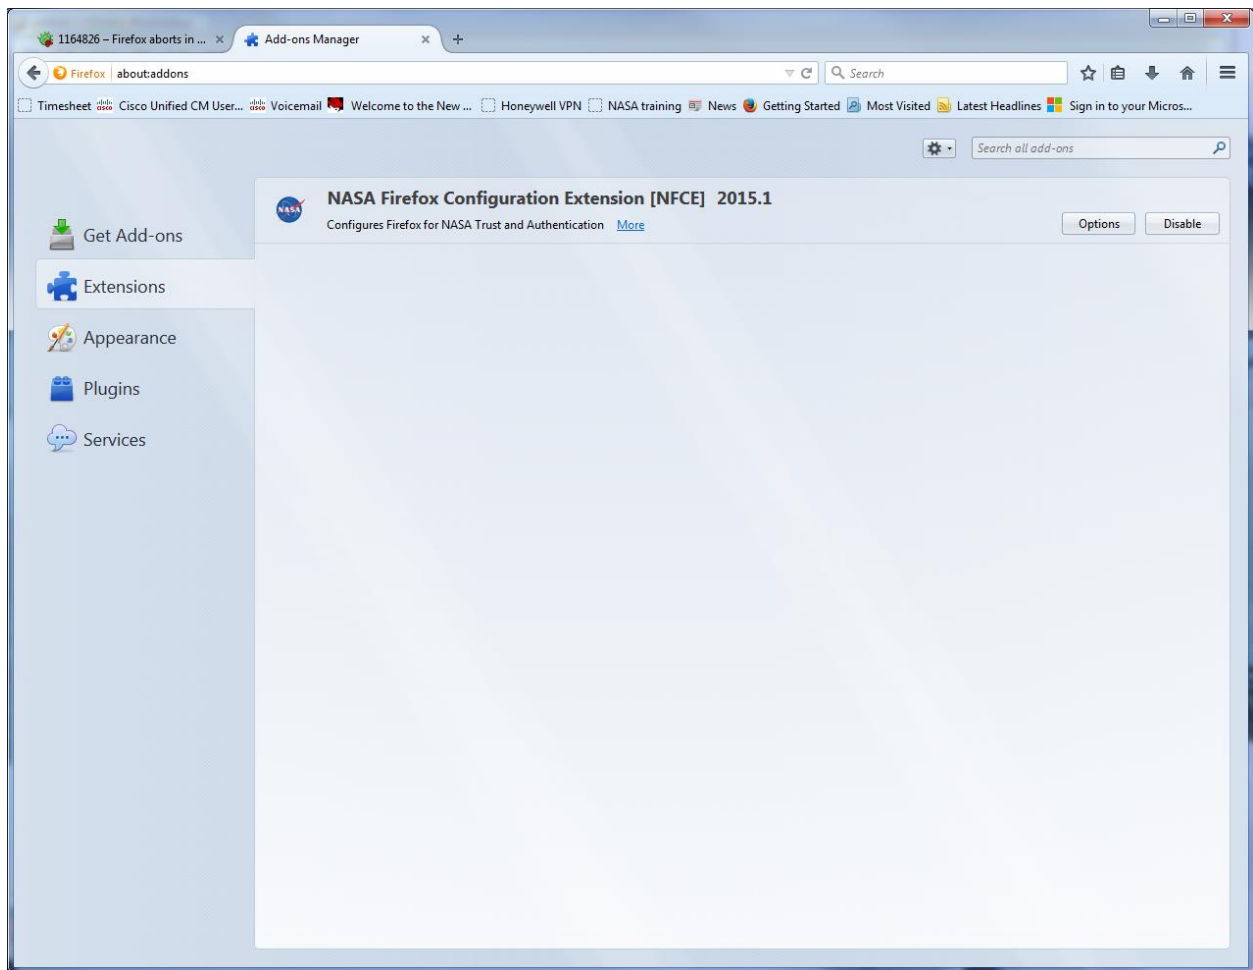 1164826 – Firefox aborts in ...
Add-ons Manager
Firefox about:addons
Search
Timesheet Cisco Unified CM User... Voicemail Welcome to the New ... Honeywell VPN NASA training News Getting Started Most Visited Latest Headlines Sign in to your Micros...
Search all add-ons
NASA
NASA Firefox Configuration Extension [NFCE] 2015.1
Configures Firefox for NASA Trust and Authentication More
Options Disable
Get Add-ons
Extensions
Appearance
Plugins
Services